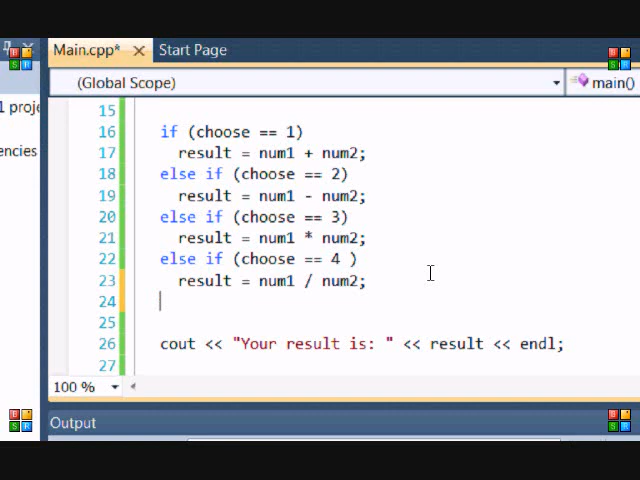 Main.cpp* × Start Page
(Global Scope) main()
1 proje
encies
15
16 if (choose == 1)
17 result = num1 + num2;
18 else if (choose == 2)
19 result = num1 - num2;
20 else if (choose == 3)
21 result = num1 * num2;
22 else if (choose == 4 )
23 result = num1 / num2;
24
25
26 cout << "Your result is: " << result << endl;
27
100 %
Output